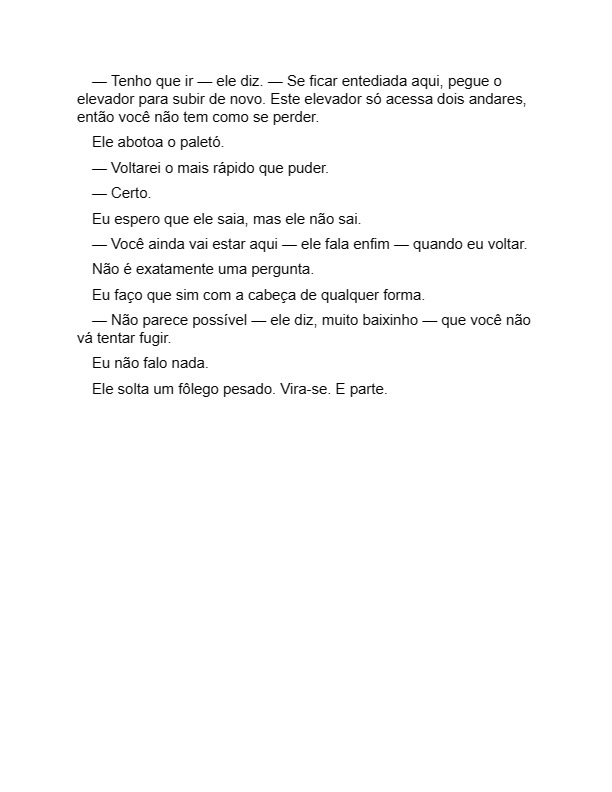 — Tenho que ir — ele diz. — Se ficar entediada aqui, pegue o
elevador para subir de novo. Este elevador só acessa dois andares,
então você não tem como se perder.
Ele abotoa o paletó.
— Voltarei o mais rápido que puder.
— Certo.
Eu espero que ele saia, mas ele não sai.
— Você ainda vai estar aqui — ele fala enfim — quando eu voltar.
Não é exatamente uma pergunta.
Eu faço que sim com a cabeça de qualquer forma.
— Não parece possível — ele diz, muito baixinho — que você não
vá tentar fugir.
Eu não falo nada.
Ele solta um fôlego pesado. Vira-se. E parte.